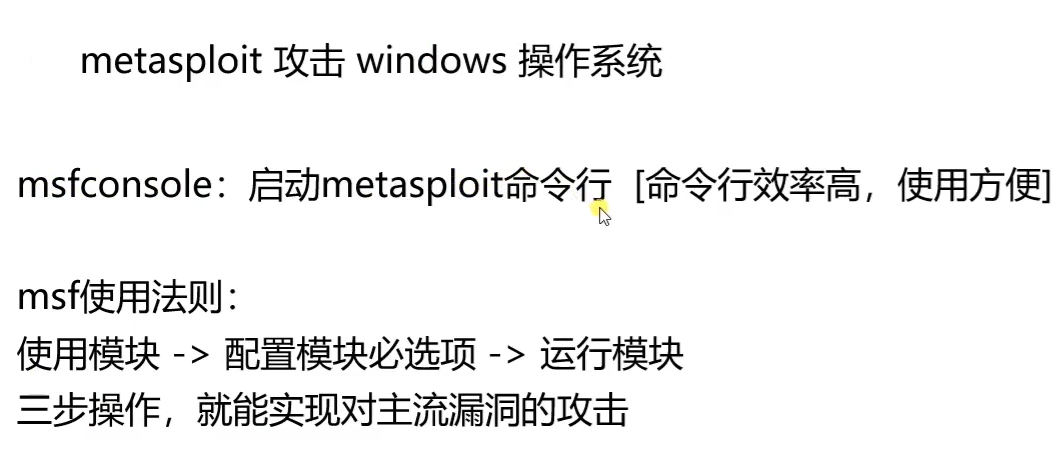 metasploit 攻击 windows 操作系统
msfconsole：启动metasploit命令行 [命令行效率高，使用方便]
msf使用法则：
使用模块 -> 配置模块必选项 -> 运行模块
三步操作，就能实现对主流漏洞的攻击